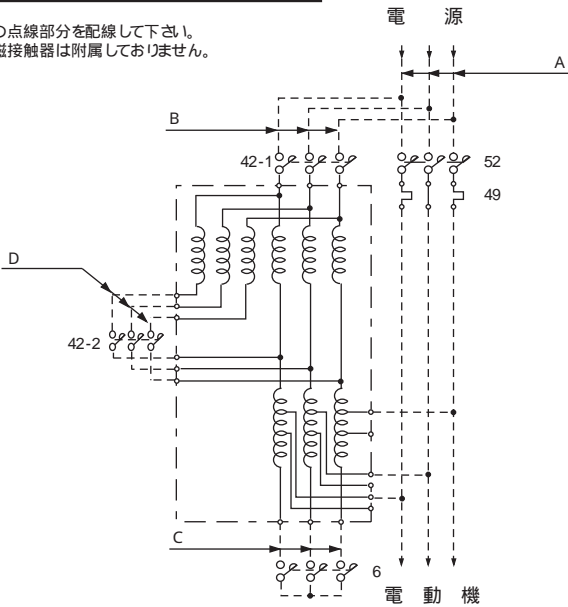 の点線部分を配線して下さい。
磁接触器は附属しておりません。
電 源
A
B
42-1
52
49
D
42-2
C
6
電 動 機